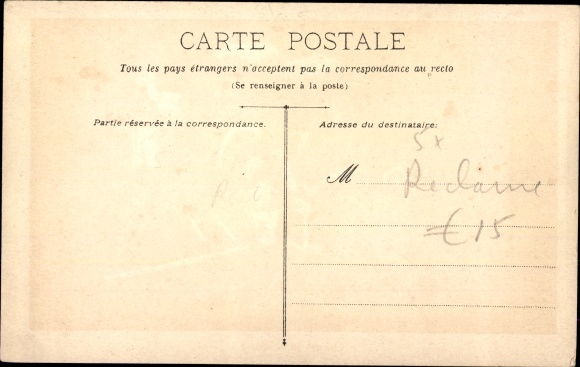 CARTE POSTALE
Tous les pays étrangers n'acceptent pas la correspondance au recto
(Se renseigner à la poste)
Partie réservée à la correspondance.
Adresse du destinataire:
5x
M Reclame
€ 15